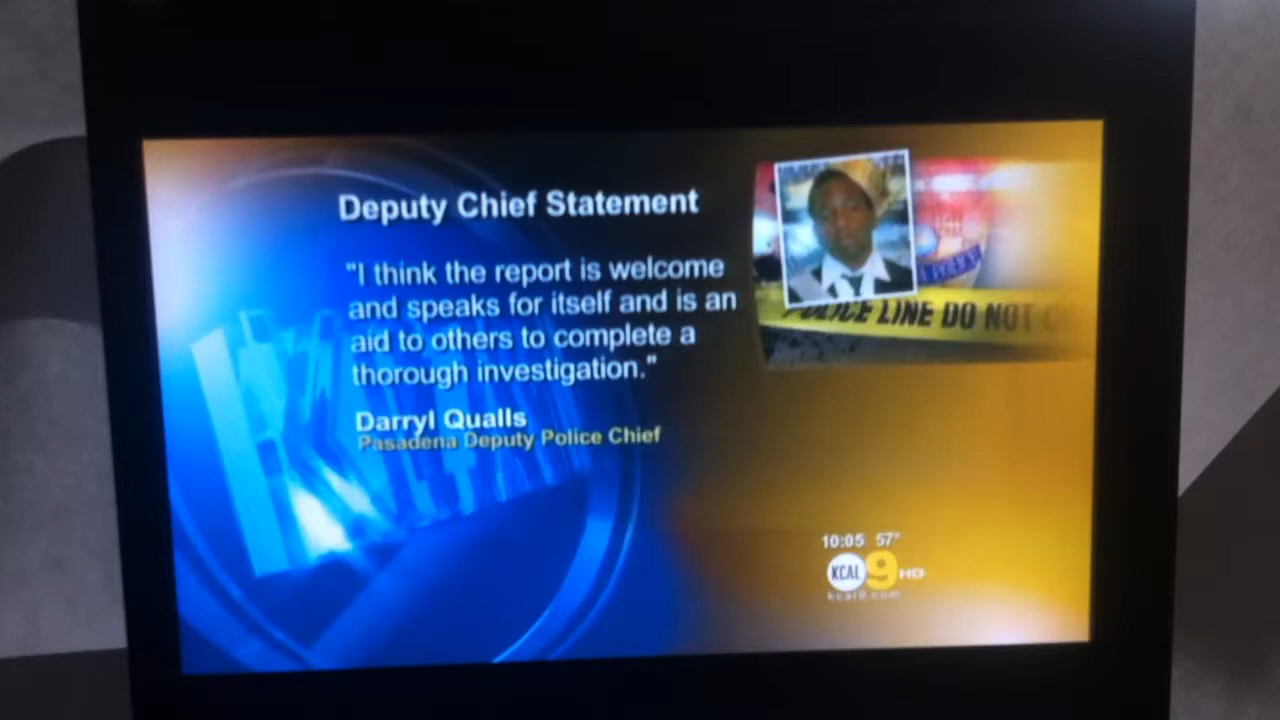 Deputy Chief Statement
"I think the report is welcome
and speaks for itself and is an
aid to others to complete a
thorough investigation."
Darryl Qualls
Pasadena Deputy Police Chief
POLICE LINE DO NOT
10:05 57°
KCAL 9 HD
kcal9.com